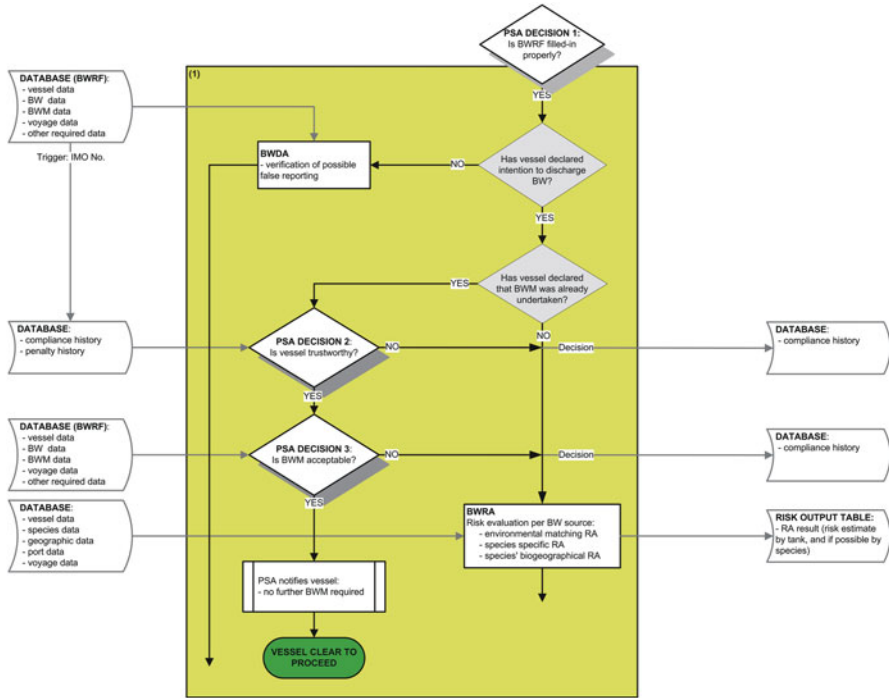 PSA DECISION 1:
Is BWRF filled-in
properly?
(1)
YES
DATABASE (BWRF):
- vessel data
- BW data
- BWM data
- voyage data
- other required data
Trigger: IMO No.
BWDA
- verification of possible
false reporting
NO
Has vessel declared
intention to discharge
BW?
YES
Has vessel declared
that BWM was already
undertaken?
YES
NO
DATABASE:
- compliance history
- penalty history
PSA DECISION 2:
Is vessel trustworthy?
NO
Decision
DATABASE:
- compliance history
YES
DATABASE (BWRF):
- vessel data
- BW data
- BWM data
- voyage data
- other required data
PSA DECISION 3:
Is BWM acceptable?
NO
Decision
DATABASE:
- compliance history
YES
DATABASE:
- vessel data
- species data
- geographic data
- port data
- voyage data
BWRA
Risk evaluation per BW source:
- environmental matching RA
- species specific RA
- species' biogeographical RA
RISK OUTPUT TABLE:
- RA result (risk estimate
by tank, and if possible by
species)
PSA notifies vessel:
- no further BWM required
VESSEL CLEAR TO
PROCEED